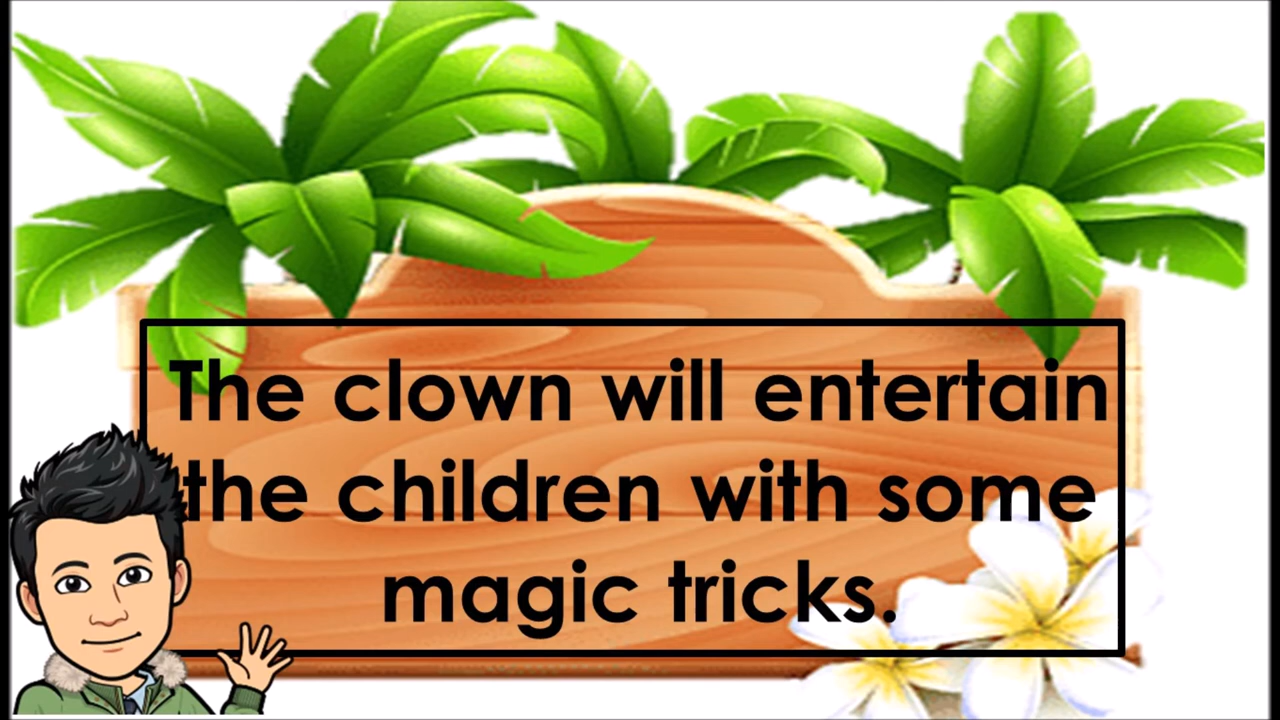 The clown will entertain
the children with some
magic tricks.